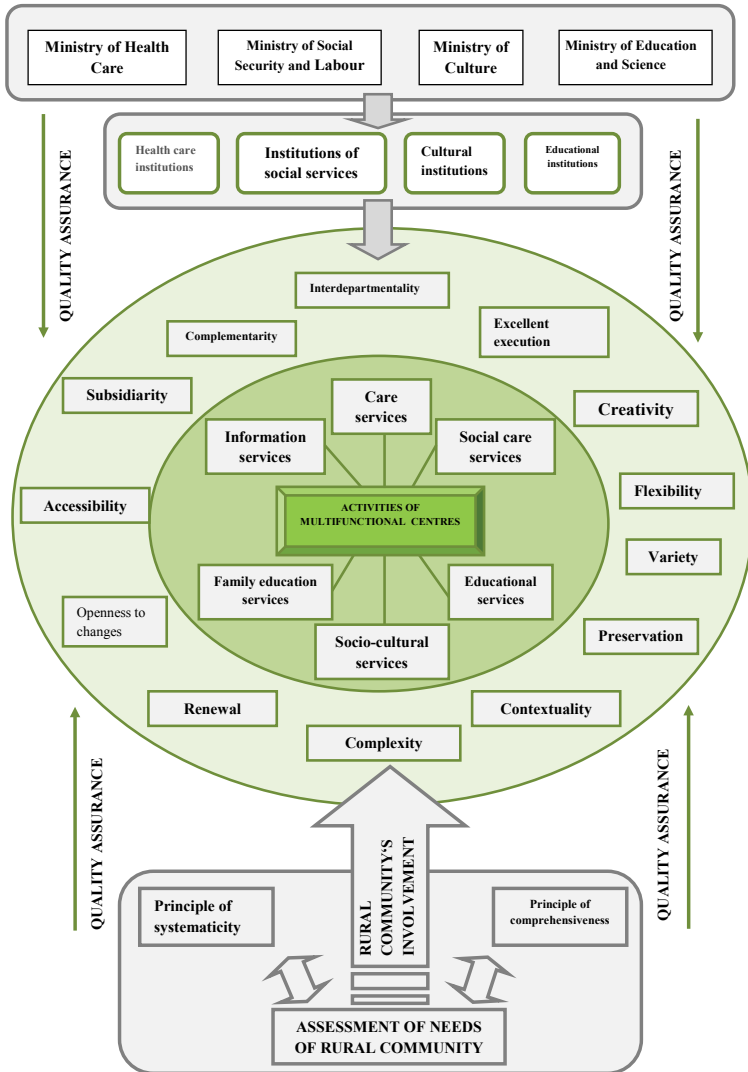 Ministry of Health
Care
Ministry of Social
Security and Labour
Ministry of
Culture
Ministry of Education
and Science
QUALITY ASSURANCE
QUALITY ASSURANCE
Health care
institutions
Institutions of
social services
Cultural
institutions
Educational
institutions
Interdepartmentality
Excellent
execution
Complementarity
Subsidiarity
Creativity
Care
services
Information
services
Social care
services
Accessibility
Flexibility
ACTIVITIES OF
MULTIFUNCTIONAL CENTRES
Variety
Family education
services
Educational
services
Openness to
changes
Preservation
Socio-cultural
services
Renewal
Contextuality
Complexity
QUALITY ASSURANCE
QUALITY ASSURANCE
RURAL
COMMUNITY‘S
INVOLVEMENT
Principle of
systematicity
Principle of
comprehensiveness
ASSESSMENT OF NEEDS
OF RURAL COMMUNITY